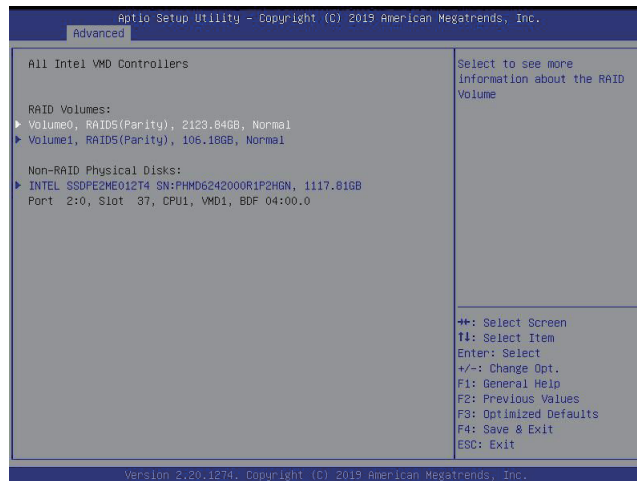 Aptio Setup Utility – Copyright (C) 2019 American Megatrends, Inc.
Advanced
All Intel VMD Controllers
RAID Volumes:
Volume0, RAID5(Parity), 2123.84GB, Normal
Volume1, RAID5(Parity), 106.18GB, Normal
Non-RAID Physical Disks:
INTEL SSDPE2ME012T4 SN:PHMD6242000R1P2HGN, 1117.81GB
Port 2:0, Slot 37, CPU1, VMD1, BDF 04:00.0
Select to see more
information about the RAID
Volume
→←: Select Screen
↑↓: Select Item
Enter: Select
+/-: Change Opt.
F1: General Help
F2: Previous Values
F3: Optimized Defaults
F4: Save & Exit
ESC: Exit
Version 2.20.1274. Copyright (C) 2019 American Megatrends, Inc.